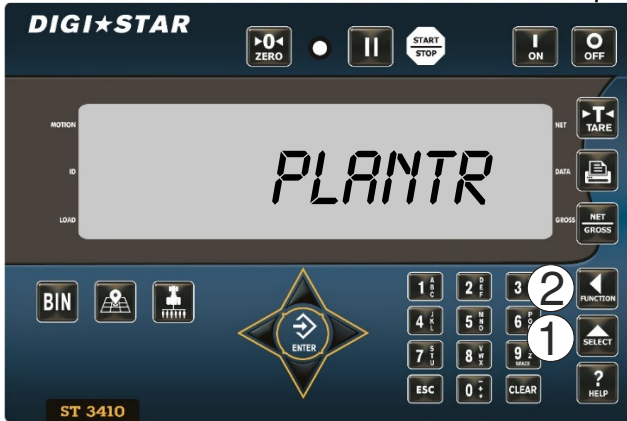 DIGI★STAR
▶0◀
ZERO
START
STOP
I
ON
O
OFF
MOTION
ID
LOAD
PLANTR
NET
DATA
GROSS
▶T◀
TARE
NET
GROSS
FUNCTION
SELECT
?
HELP
2
1
BIN
ENTER
1 A B C
2 D E F
3
4 J K L
5 M N O
6 P
7 S T U
8 V W X
9 Z
SPACE
ESC
0
CLEAR
ST 3410